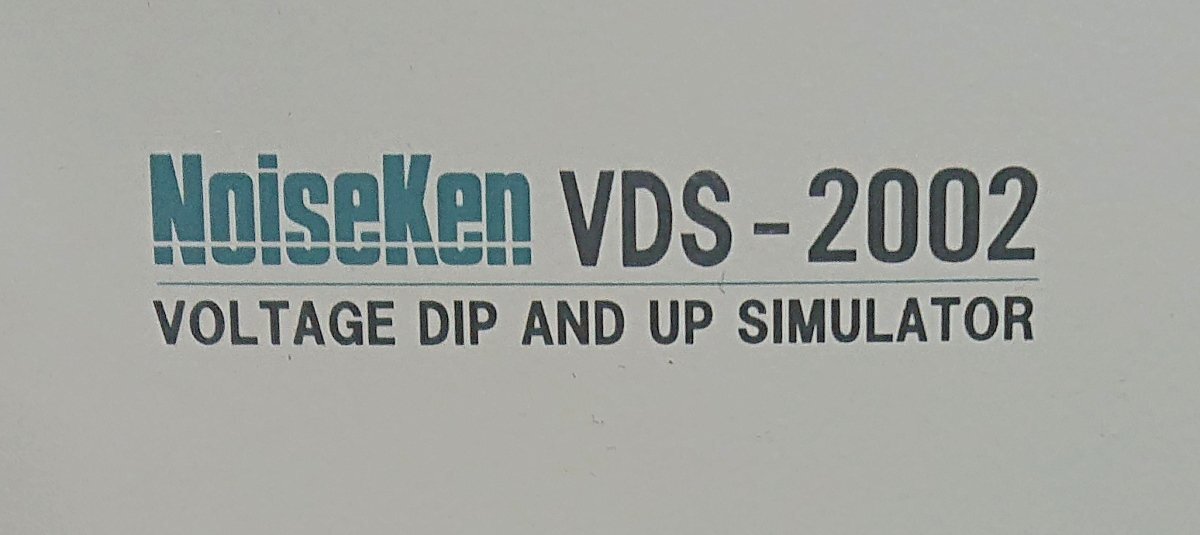 NoiseKen VDS-2002
VOLTAGE DIP AND UP SIMULATOR